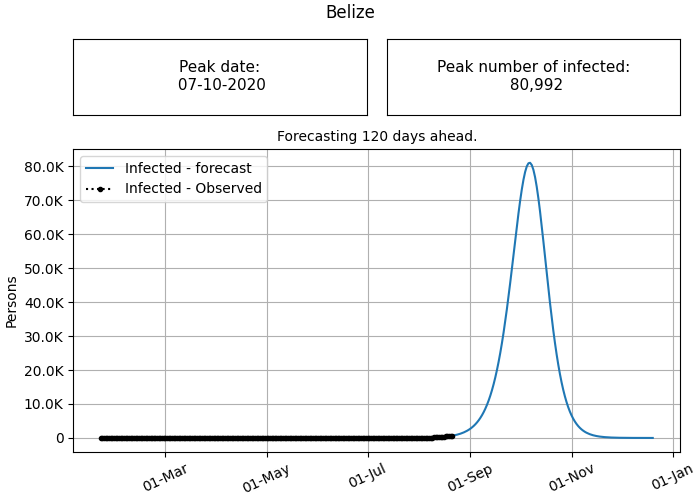 Belize
Peak date:
07-10-2020
Peak number of infected:
80,992
Forecasting 120 days ahead.
Infected - forecast
Infected - Observed
80.0K
70.0K
60.0K
50.0K
40.0K
30.0K
20.0K
10.0K
0
Persons
01-Mar
01-May
01-Jul
01-Sep
01-Nov
01-Jan